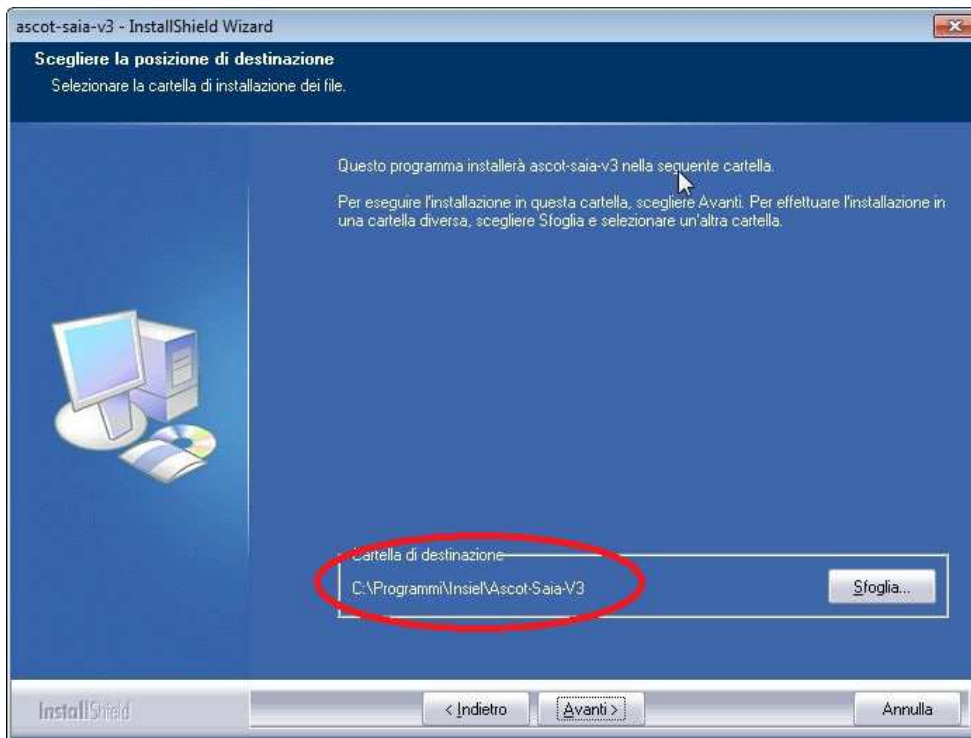 ascot-saia-v3 - InstallShield Wizard
Scegliere la posizione di destinazione
Selezionare la cartella di installazione dei file.
Questo programma installerà ascot-saia-v3 nella seguente cartella.
Per eseguire l'installazione in questa cartella, scegliere Avanti. Per effettuare l'installazione in
una cartella diversa, scegliere Sfoglia e selezionare un'altra cartella.
Cartella di destinazione
C:\Programmi\Insiel\Ascot-Saia-V3
Sfoglia...
InstallShield
< Indietro
Avanti >
Annulla